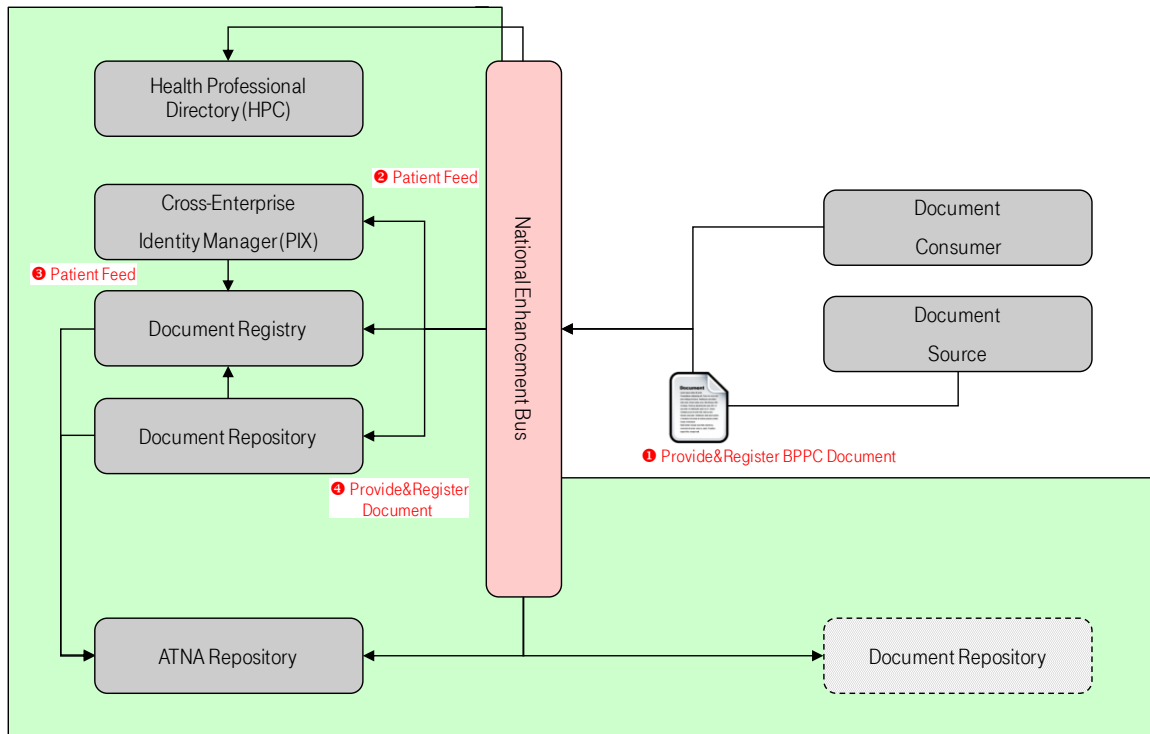 Health Professional
Directory (HPC)
❷ Patient Feed
Cross-Enterprise
Identity Manager (PIX)
❸ Patient Feed
Document Registry
Document Repository
❹ Provide&Register
Document
ATNA Repository
National Enhancement Bus
Document
Consumer
Document
Source
Document
❶ Provide&Register BPPC Document
Document Repository